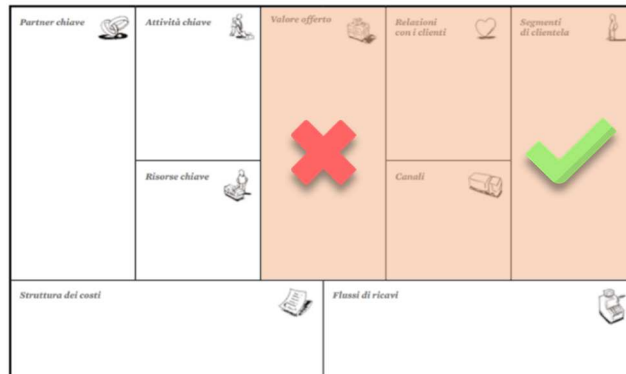 Partner chiave
Attività chiave
Valore offerto
Relazioni
con i clienti
Segmenti
di clientela
Risorse chiave
Canali
Struttura dei costi
Flussi di ricavi